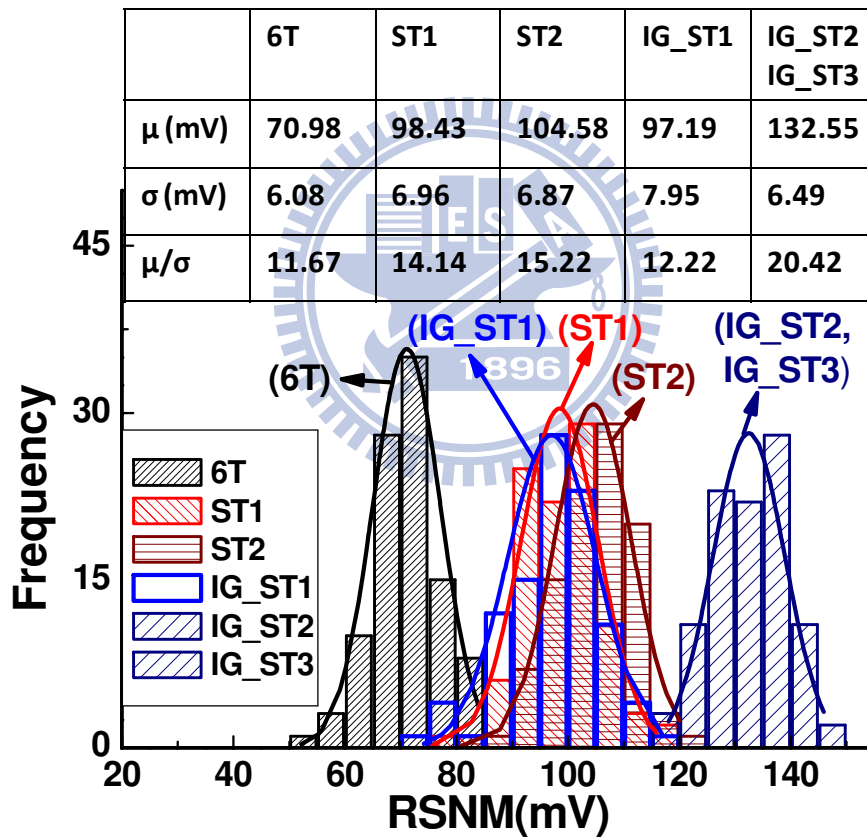 6T ST1 ST2 IG_ST1 IG_ST2
IG_ST3
μ (mV) 70.98 98.43 104.58 97.19 132.55
σ (mV) 6.08 6.96 6.87 7.95 6.49
μ/σ 11.67 14.14 15.22 12.22 20.42
E S A
1896
45
30
15
0
Frequency
(6T)
(IG_ST1)
(ST1)
(ST2)
(IG_ST2,
IG_ST3)
6T
ST1
ST2
IG_ST1
IG_ST2
IG_ST3
20 40 60 80 100 120 140
RSNM(mV)